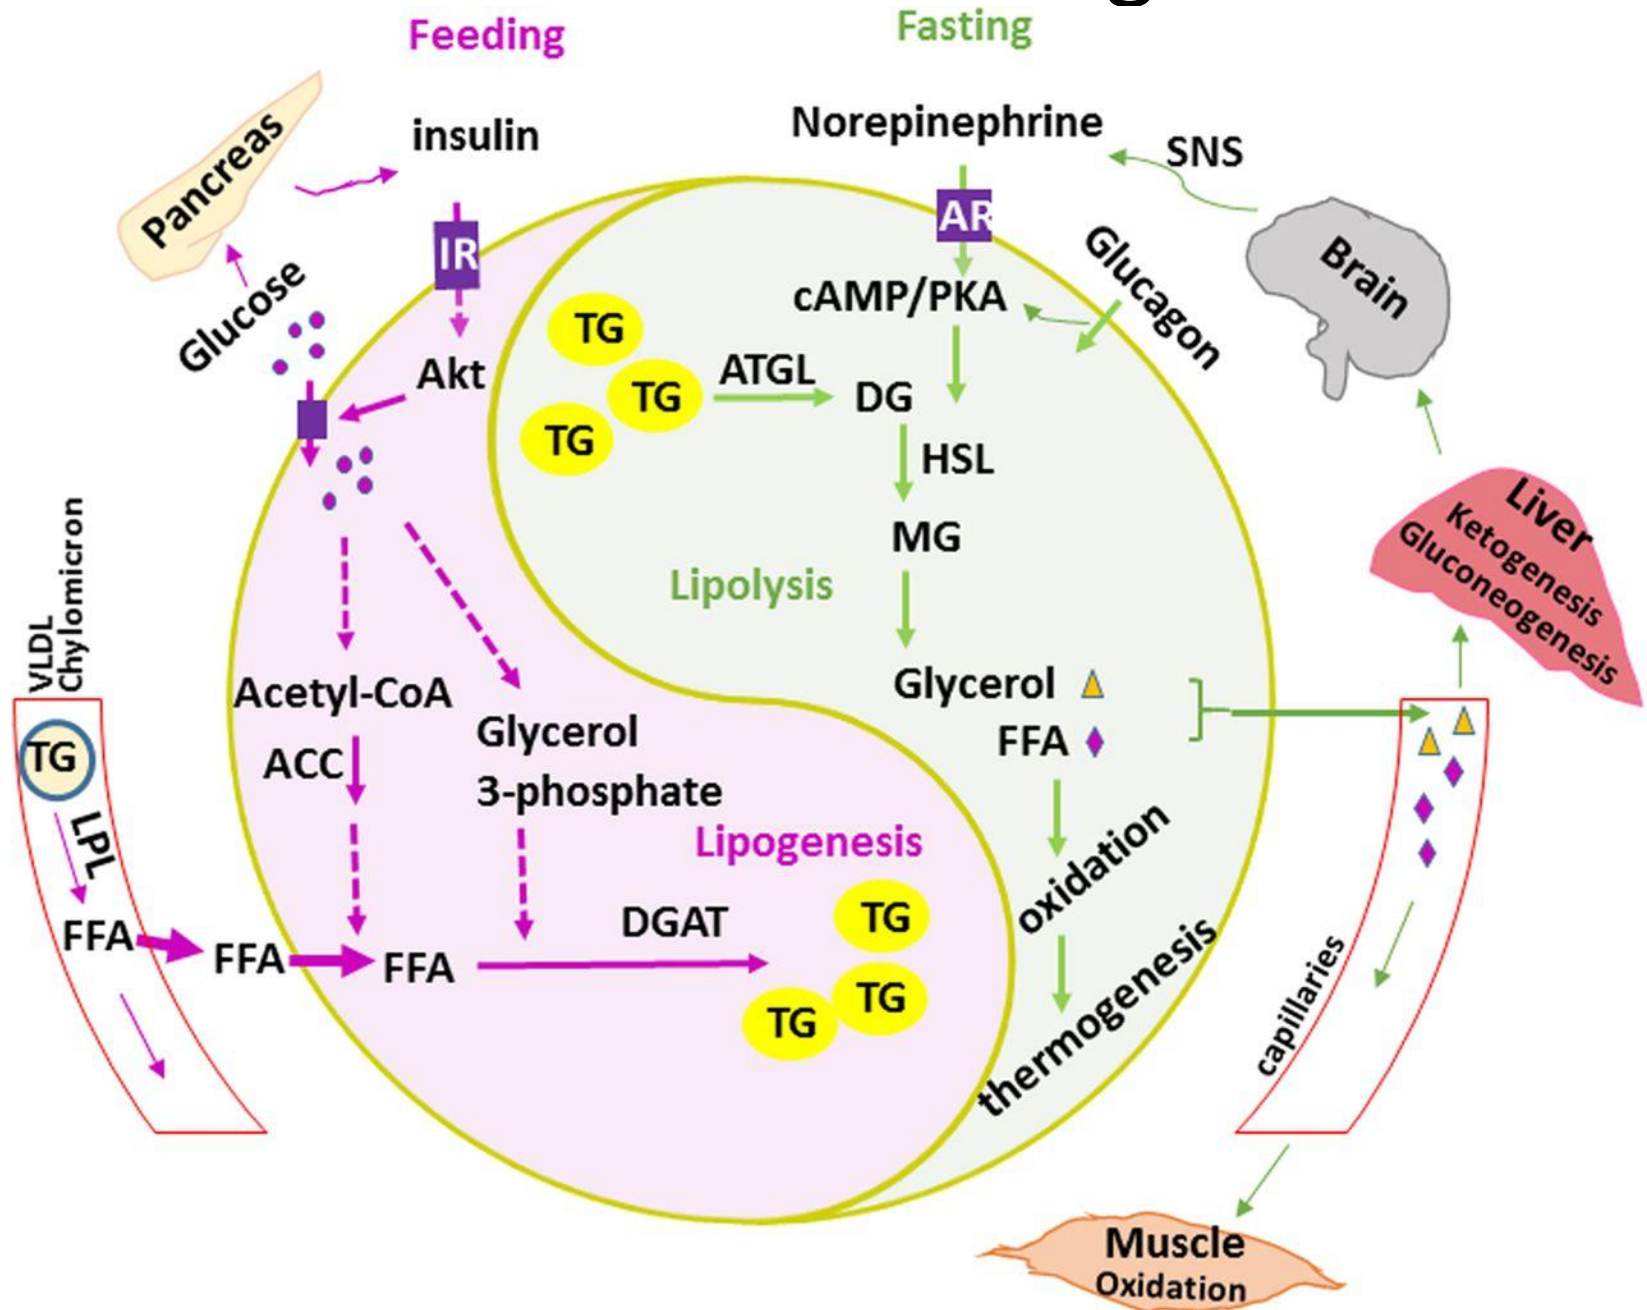 Feeding
Fasting
Pancreas
insulin
Norepinephrine
SNS
IR
AR
Brain
Glucose
Glucagon
cAMP/PKA
TG
TG
TG
ATGL
DG
Akt
HSL
MG
Lipolysis
Liver
Ketogenesis
Gluconeogenesis
VLDL
Chylomicron
TG
LPL
FFA
FFA
FFA
Acetyl-CoA
ACC
Glycerol
3-phosphate
Lipogenesis
DGAT
TG
TG
TG
Glycerol
FFA
oxidation
thermogenesis
capillaries
Muscle
Oxidation